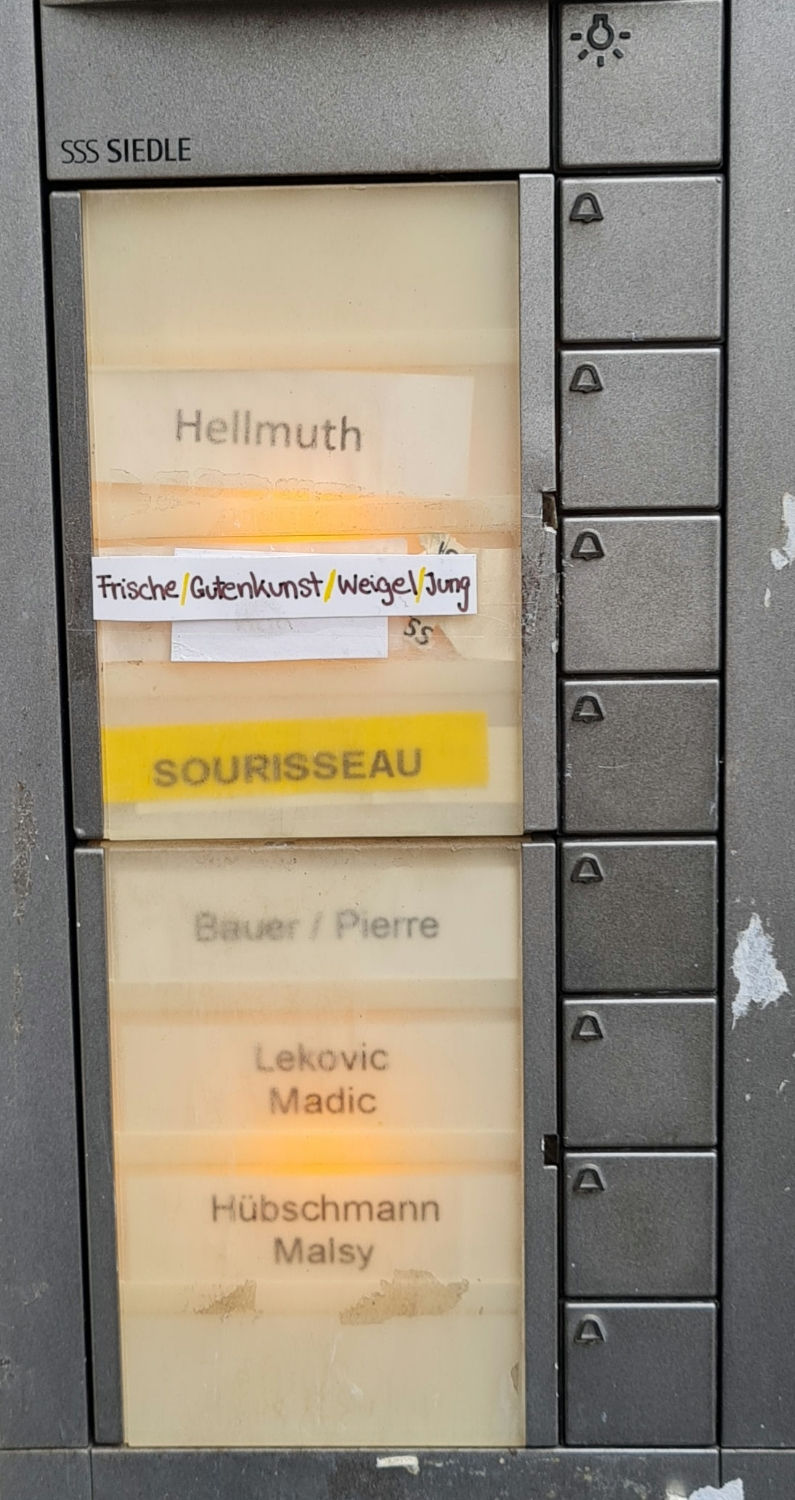 SSS SIEDLE
Hellmuth
Frische/Gutenkunst/Weigel/Jung
ss
SOURISSEAU
Bauer / Pierre
Lekovic
Madic
Hübschmann
Malsy